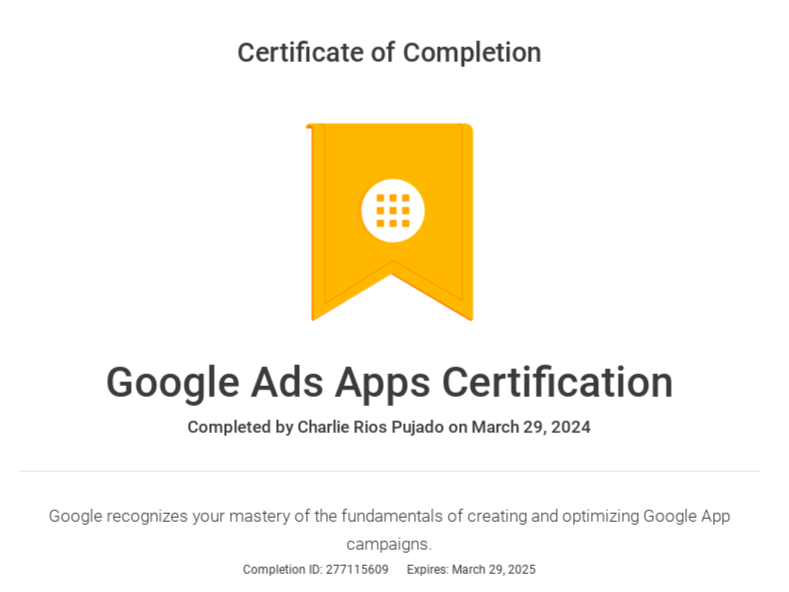 Certificate of Completion
Google Ads Apps Certification
Completed by Charlie Rios Pujado on March 29, 2024
Google recognizes your mastery of the fundamentals of creating and optimizing Google App
campaigns.
Completion ID: 277115609 Expires: March 29, 2025